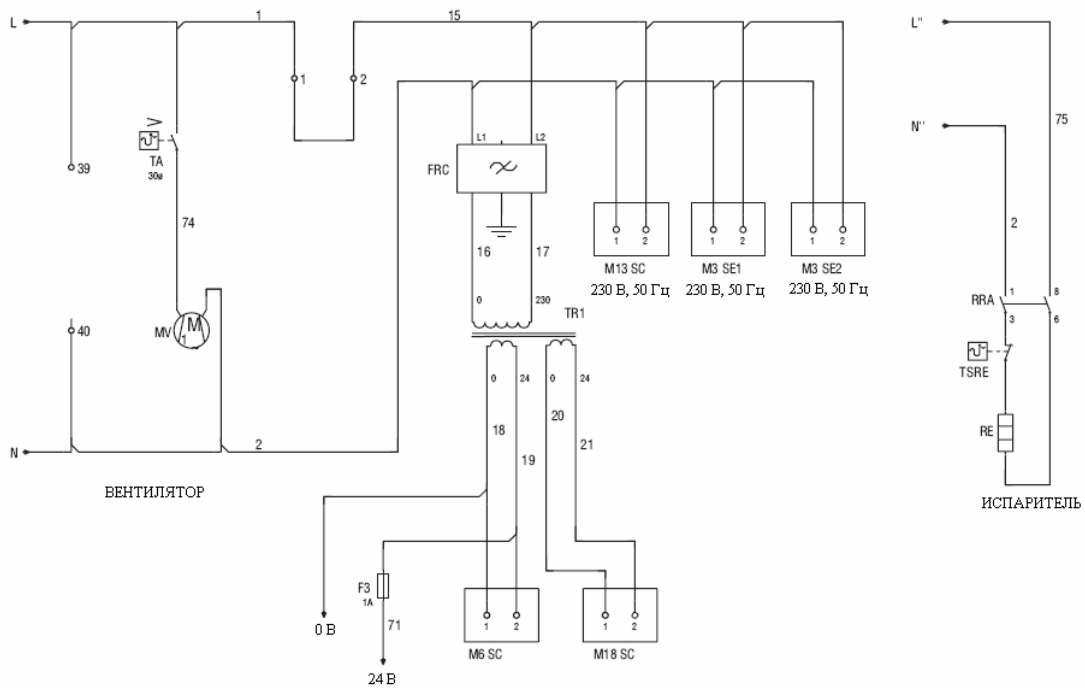 L
1
15
L"
1
2
V
TA
30ø
39
L1
L2
FRC
N"
75
74
16
17
1 2
M13 SC
230 В, 50 Гц
1 2
M3 SE1
230 В, 50 Гц
1 2
M3 SE2
230 В, 50 Гц
2
0
230
TR1
RRA
1
8
3
6
40
MV
M
1
TSRE
0
24
0
24
18
19
20
21
RE
N
2
ВЕНТИЛЯТОР
ИСПАРИТЕЛЬ
F3
1A
71
0 В
24 В
1 2
M6 SC
1 2
M18 SC